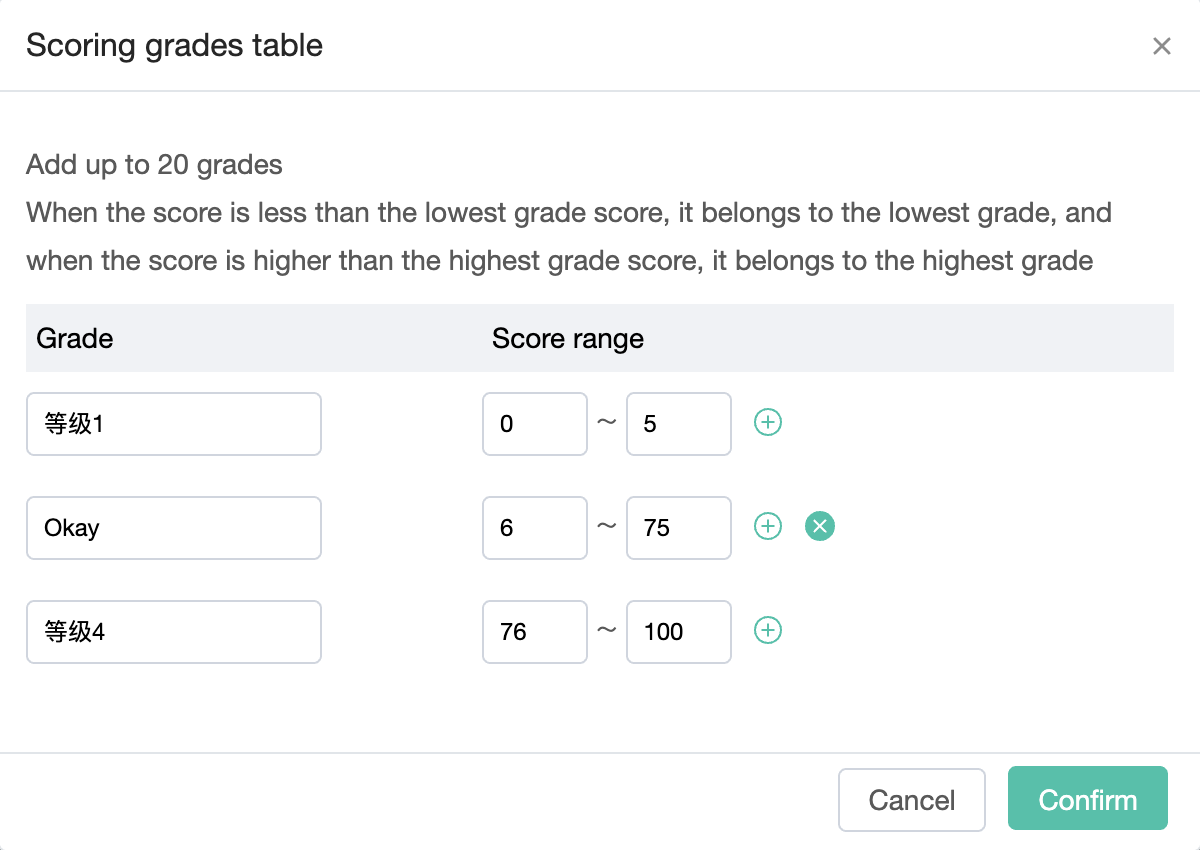 Scoring grades table
Add up to 20 grades
When the score is less than the lowest grade score, it belongs to the lowest grade, and
when the score is higher than the highest grade score, it belongs to the highest grade
Grade Score range
等级1 0 ~ 5
Okay 6 ~ 75
等级4 76 ~ 100
Cancel Confirm